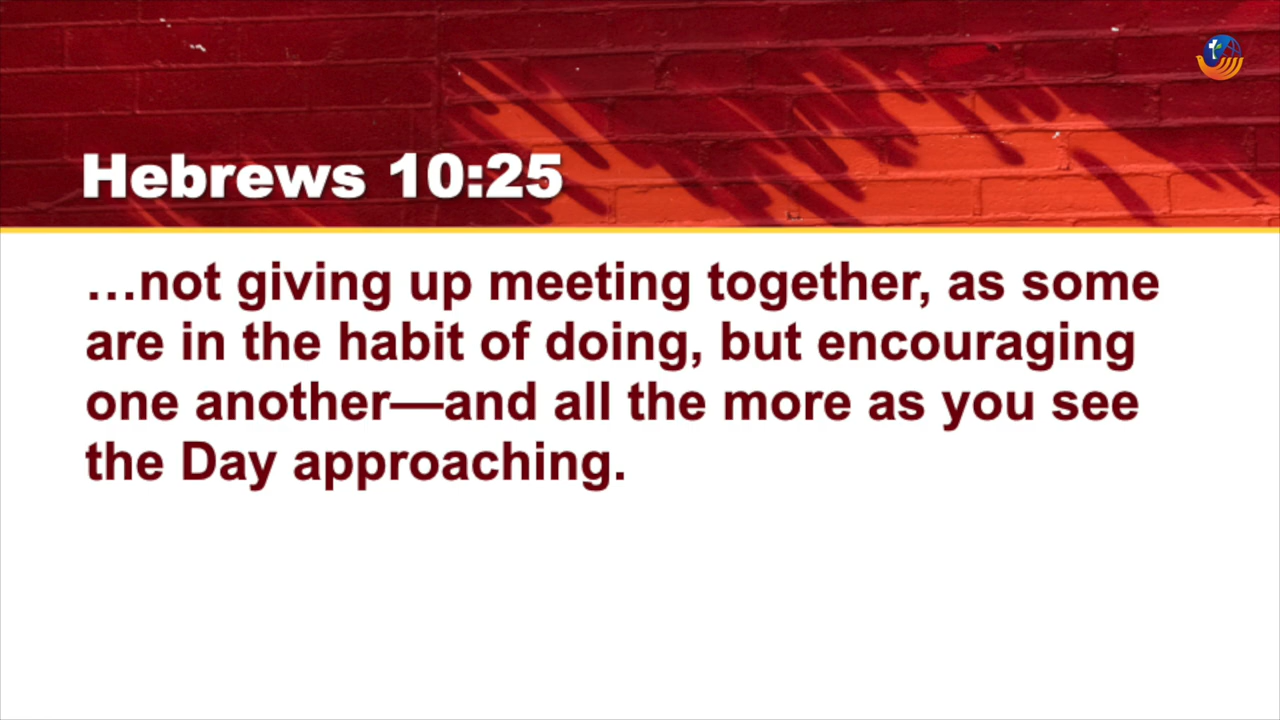 Hebrews 10:25
…not giving up meeting together, as some
are in the habit of doing, but encouraging
one another—and all the more as you see
the Day approaching.